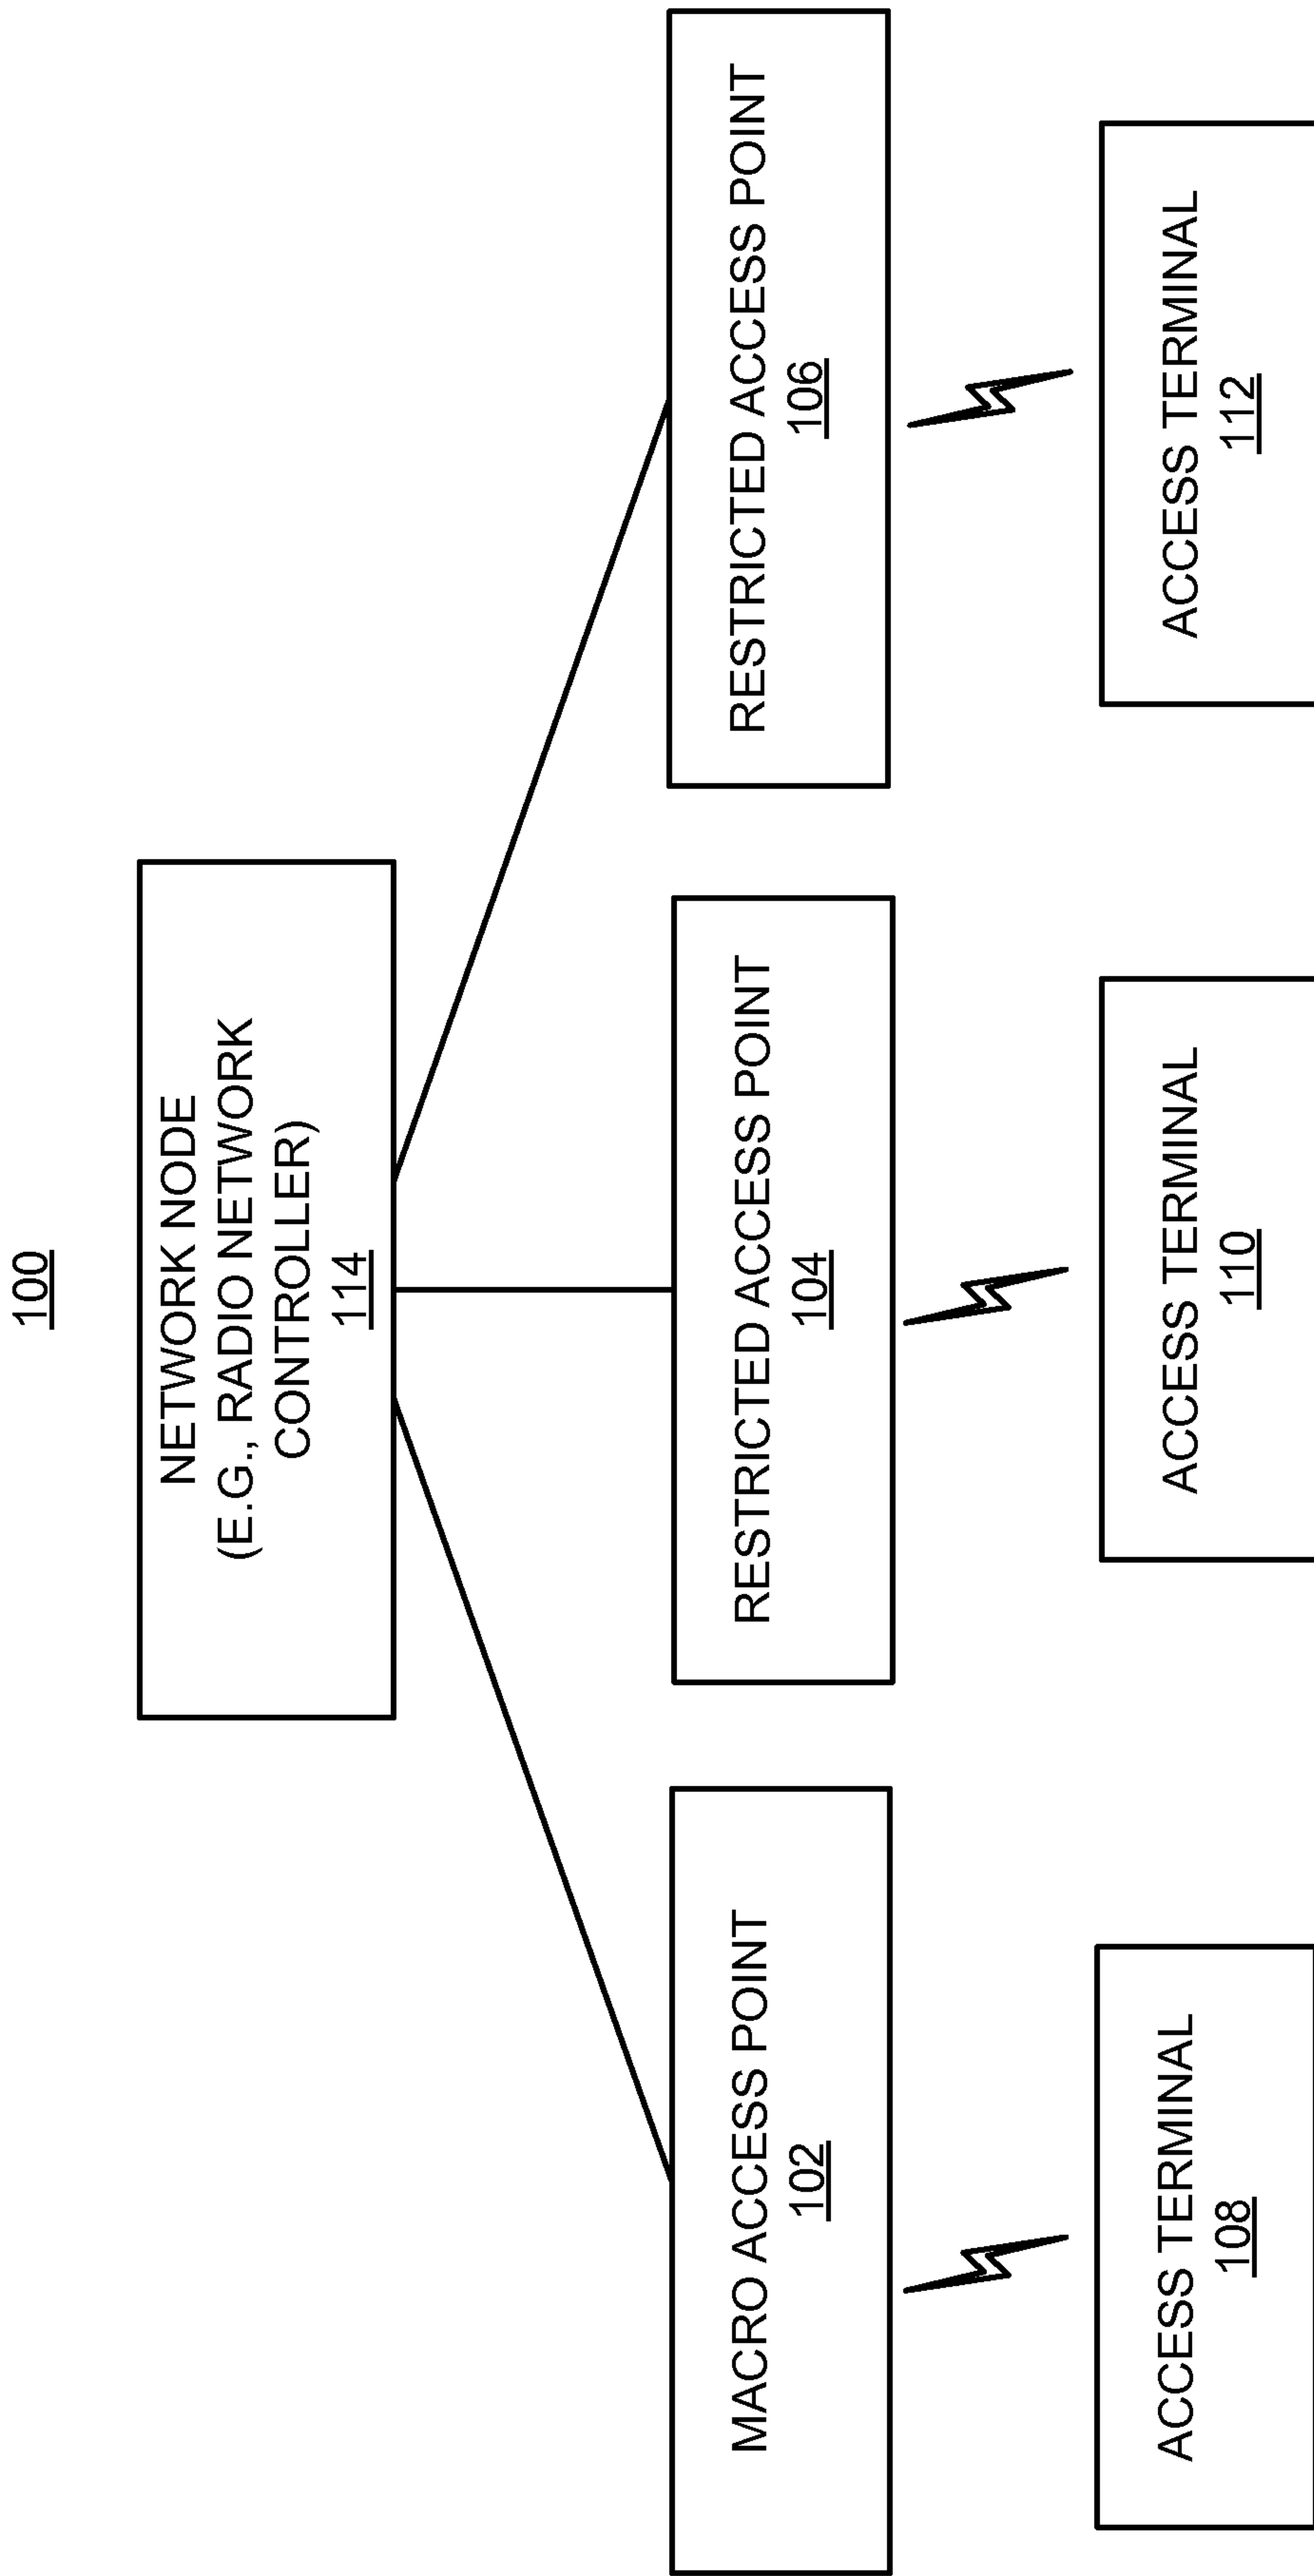 100
NETWORK NODE
(E.G., RADIO NETWORK
CONTROLLER)
114
MACRO ACCESS POINT
102
RESTRICTED ACCESS POINT
104
RESTRICTED ACCESS POINT
106
ACCESS TERMINAL
108
ACCESS TERMINAL
110
ACCESS TERMINAL
112